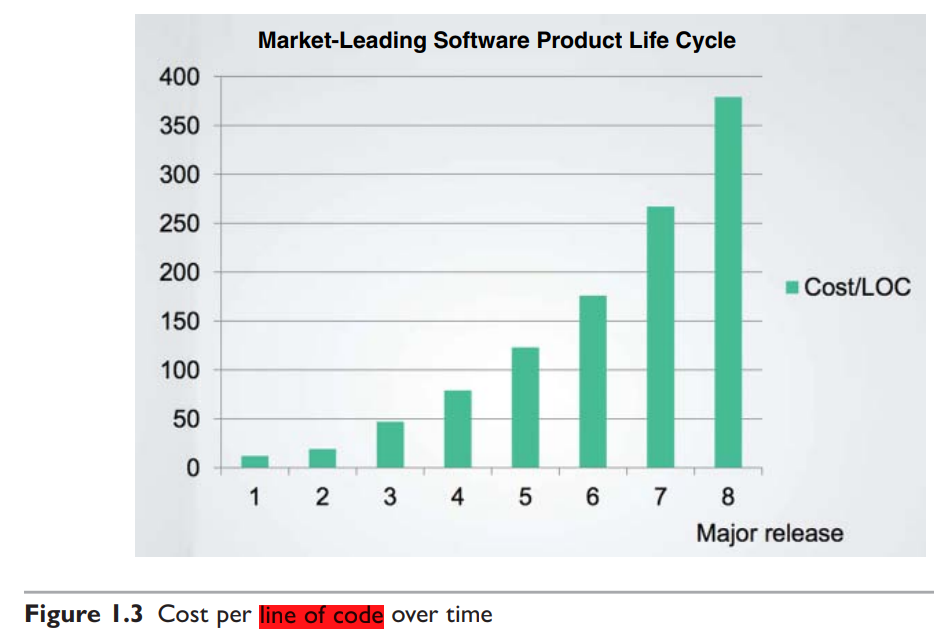 Market-Leading Software Product Life Cycle
400
350
300
250
200
150
100
50
0
1 2 3 4 5 6 7 8
Cost/LOC
Major release
Figure 1.3 Cost per line of code over time